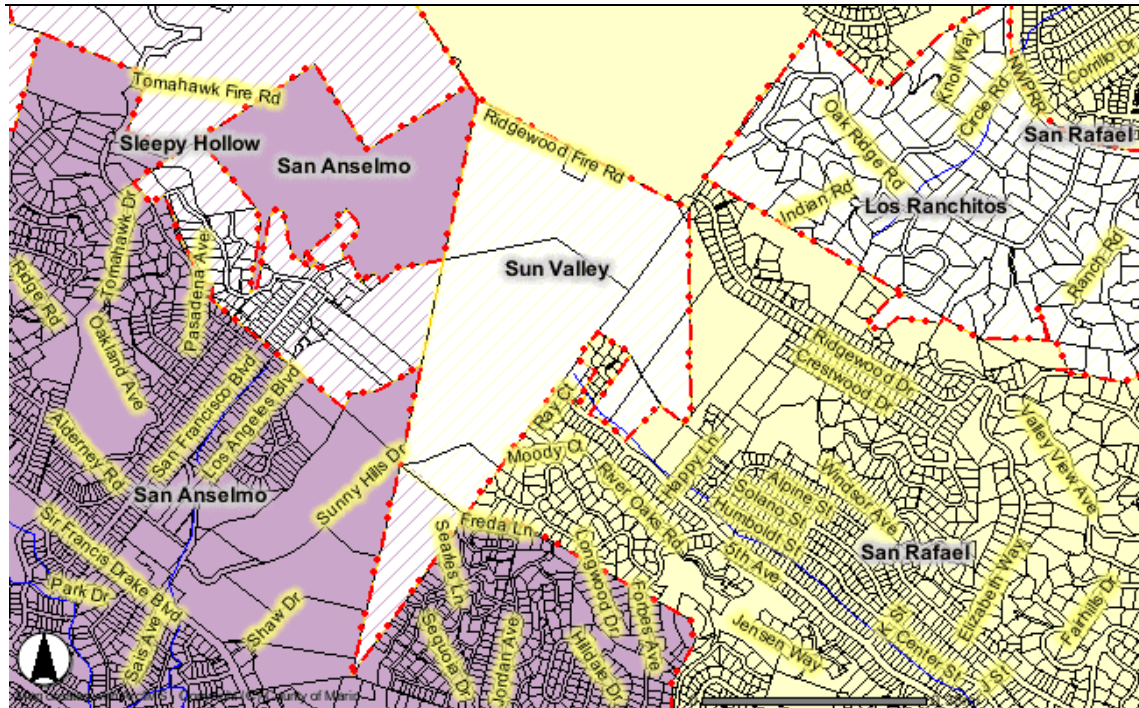 Knoll Way
Corrillo Dr
NWPRR
Circle Rd
Tomahawk Fire Rd
Ridgewood Fire Rd
Oak Ridge Rd
San Rafael
Sleepy Hollow
San Anselmo
Indian Rd
Los Ranchitos
Tomahawk Dr
Pasadena Ave
Sun Valley
Ranch Rd
Ridge Rd
Oakland Ave
Ridgewood Dr
Crestwood Dr
San Francisco Blvd
Los Angeles Blvd
Ray Ct
Alderney Rd
Moody Ct
Happy Ln
Valley View Ave
San Anselmo
Sunny Hills Dr
River Oaks Rd
Alpine St
Solano St
Humboldt St
Windsor Ave
5th Ave
San Rafael
Sir Francis Drake Blvd
Freda Ln
Seales Ln
Longwood Dr
Forbes Ave
Elizabeth Way
Fairhills Dr
Park Dr
Sais Ave
Shaw Dr
Sequoia Dr
Jordan Ave
Hillside Dr
Jensen Way
Center St
J St